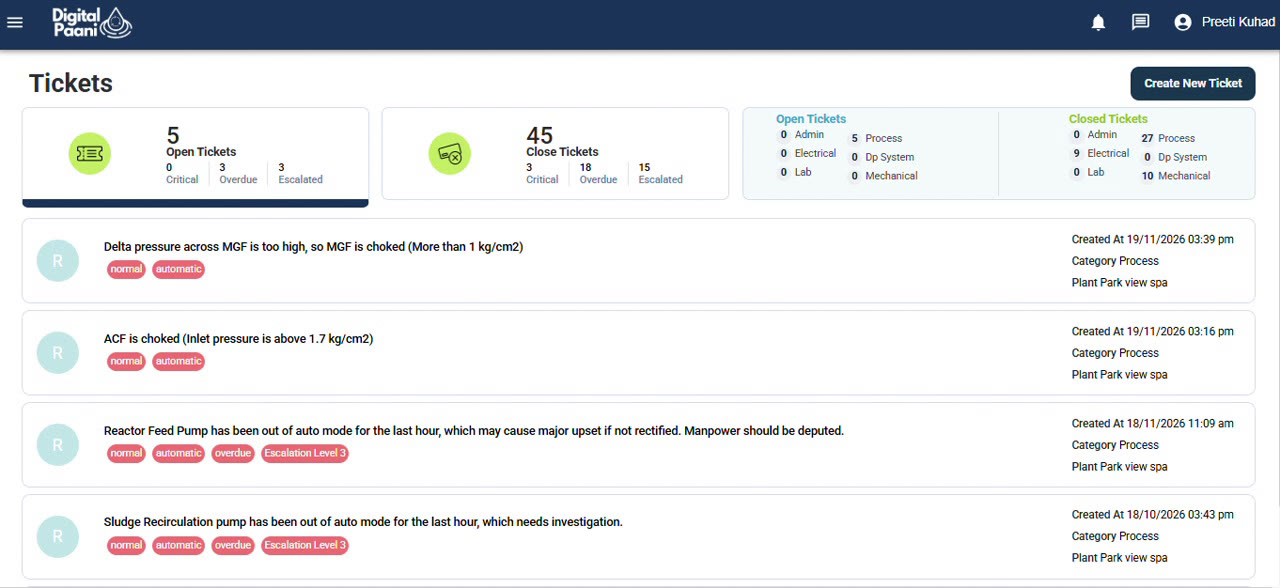 Digital
Paani
Preeti Kuhad
Tickets
Create New Ticket
5
Open Tickets
0 3 3
Critical Overdue Escalated
45
Close Tickets
3 18 15
Critical Overdue Escalated
Open Tickets
0 Admin
0 Electrical
0 Lab
5 Process
0 Dp System
0 Mechanical
Closed Tickets
0 Admin
9 Electrical
0 Lab
27 Process
0 Dp System
10 Mechanical
R
Delta pressure across MGF is too high, so MGF is choked (More than 1 kg/cm2)
normal automatic
Created At 19/11/2026 03:39 pm
Category Process
Plant Park view spa
R
ACF is choked (Inlet pressure is above 1.7 kg/cm2)
normal automatic
Created At 19/11/2026 03:16 pm
Category Process
Plant Park view spa
R
Reactor Feed Pump has been out of auto mode for the last hour, which may cause major upset if not rectified. Manpower should be deputed.
normal automatic overdue Escalation Level 3
Created At 18/11/2026 11:09 am
Category Process
Plant Park view spa
R
Sludge Recirculation pump has been out of auto mode for the last hour, which needs investigation.
normal automatic overdue Escalation Level 3
Created At 18/10/2026 03:43 pm
Category Process
Plant Park view spa